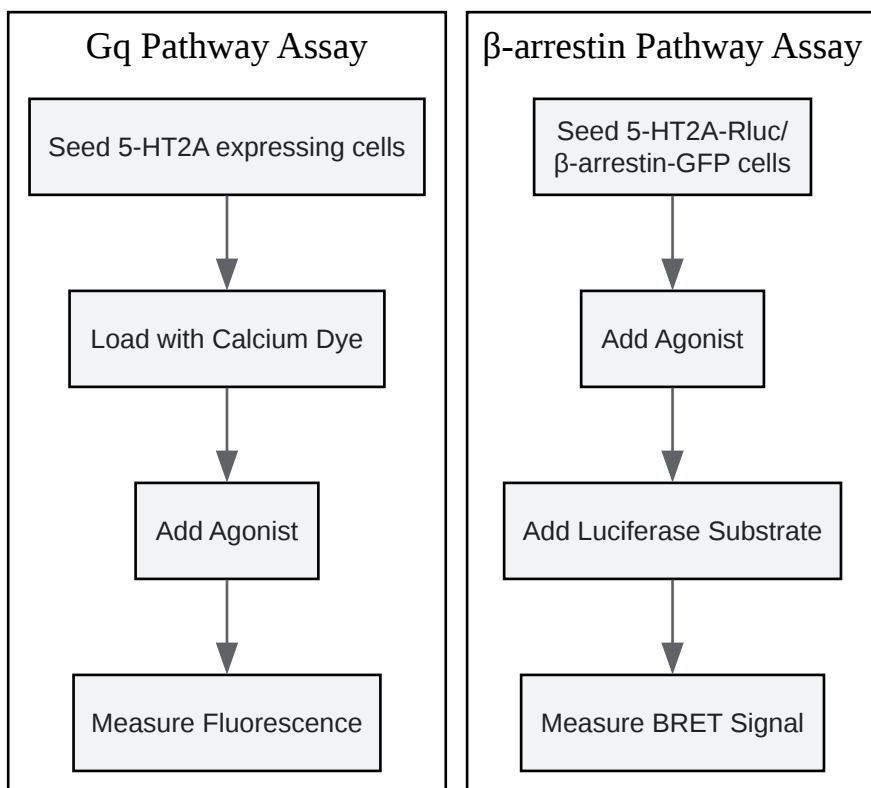 Gq Pathway Assay
Seed 5-HT2A expressing cells
Load with Calcium Dye
Add Agonist
Measure Fluorescence
β-arrestin Pathway Assay
Seed 5-HT2A-Rluc/
β-arrestin-GFP cells
Add Agonist
Add Luciferase Substrate
Measure BRET Signal